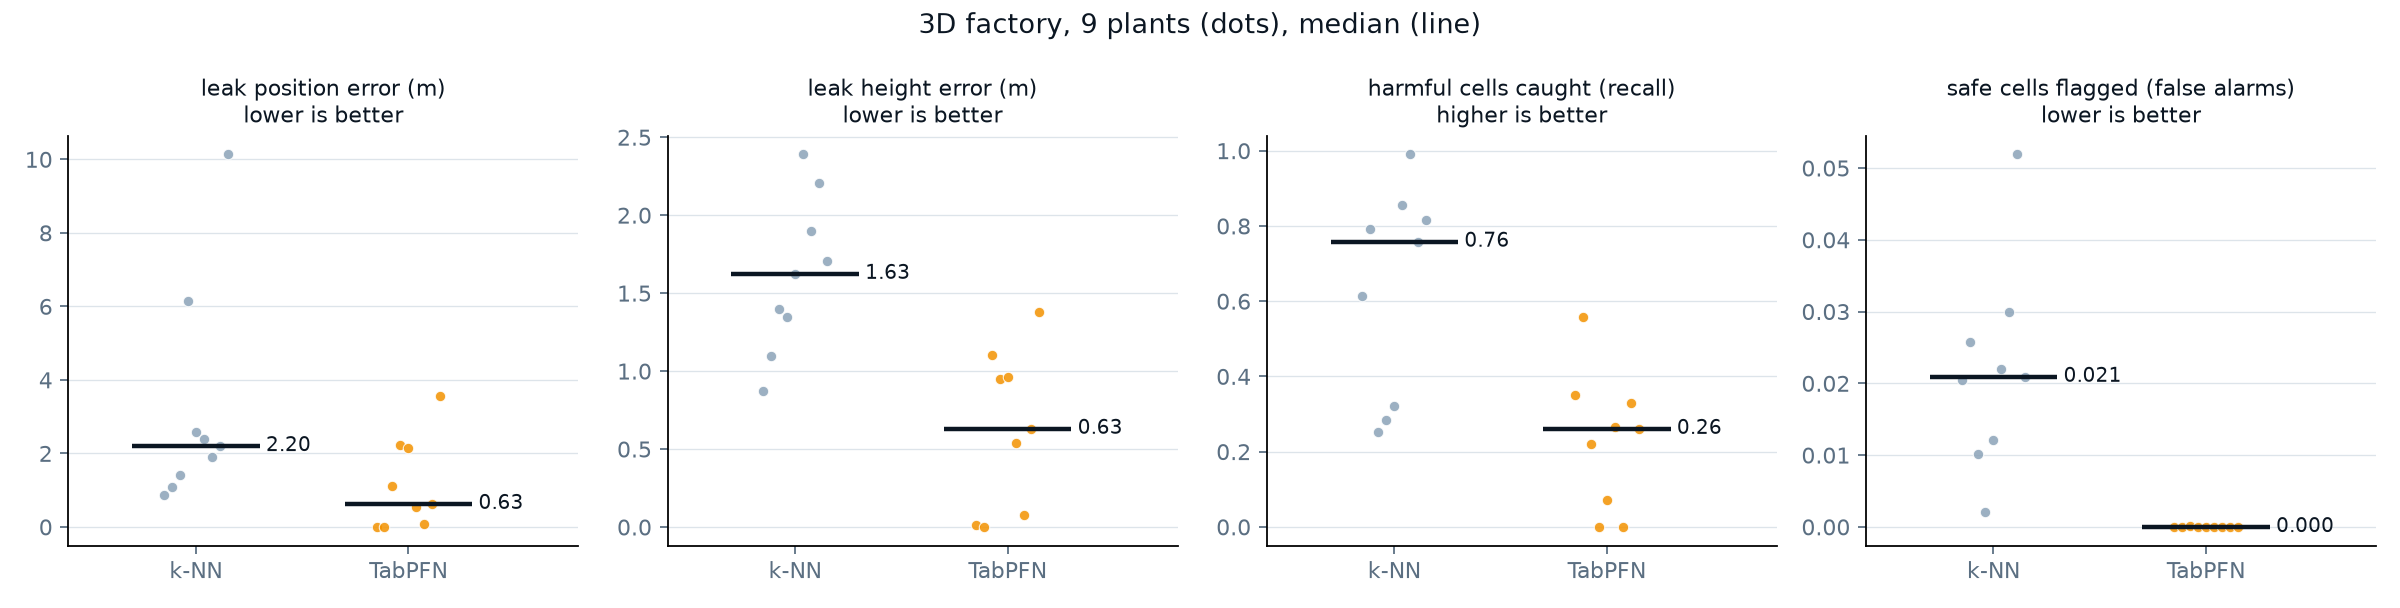 3D factory, 9 plants (dots), median (line)
leak position error (m)
lower is better
10
8
6
4
2
0
2.20
0.63
k-NN
TabPFN
leak height error (m)
lower is better
2.5
2.0
1.5
1.0
0.5
0.0
1.63
0.63
k-NN
TabPFN
harmful cells caught (recall)
higher is better
1.0
0.8
0.6
0.4
0.2
0.0
0.76
0.26
k-NN
TabPFN
safe cells flagged (false alarms)
lower is better
0.05
0.04
0.03
0.02
0.01
0.00
0.021
0.000
k-NN
TabPFN